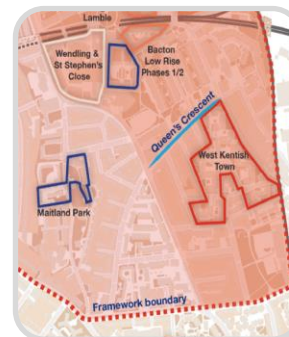 Lamble
Wendling &
St Stephen's
Close
Bacton
Low Rise
Phases 1/2
Queen's Crescent
West Kentish
Town
Maitland Park
Framework boundary